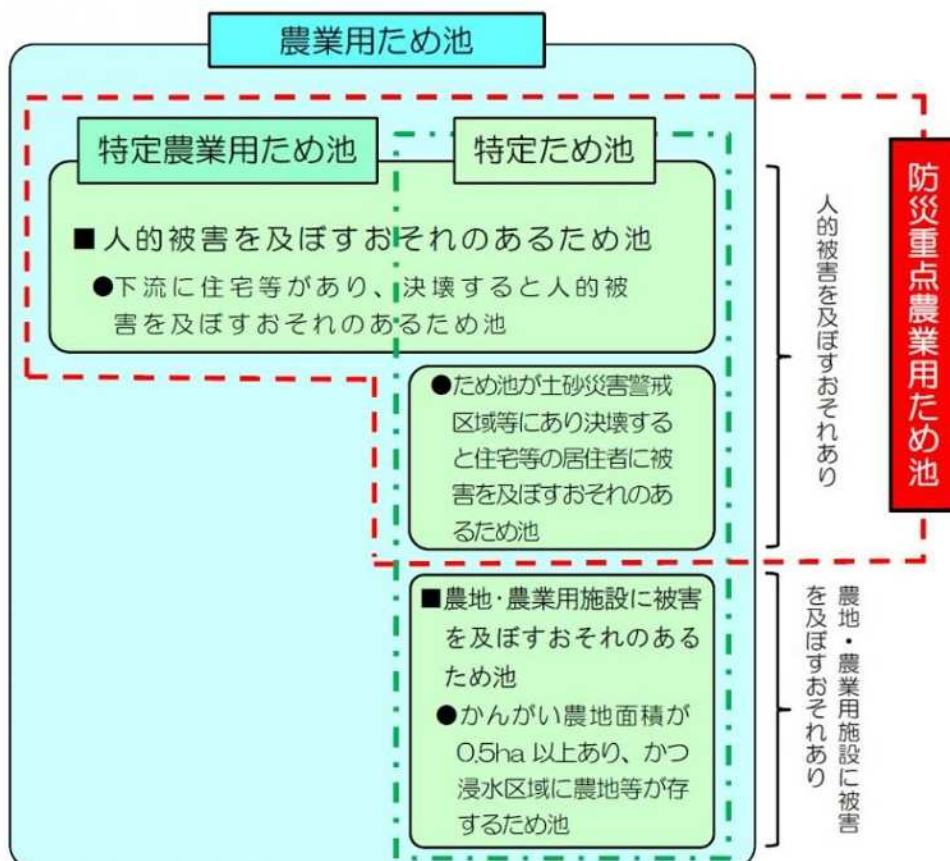 農業用ため池
特定農業用ため池
特定ため池
■人的被害を及ぼすおそれのあるため池
●下流に住宅等があり、決壊すると人的被
害を及ぼすおそれのあるため池
●ため池が土砂災害警戒
区域等にあり決壊する
と住宅等の居住者に被
害を及ぼすおそれのあ
るため池
■農地・農業用施設に被害
を及ぼすおそれのある
ため池
●かんがい農地面積が
0.5ha 以上あり、かつ
浸水区域に農地等が存
するため池
人的被害を及ぼすおそれあり
農地・農業用施設に被害
を及ぼすおそれあり
防災重点農業用ため池